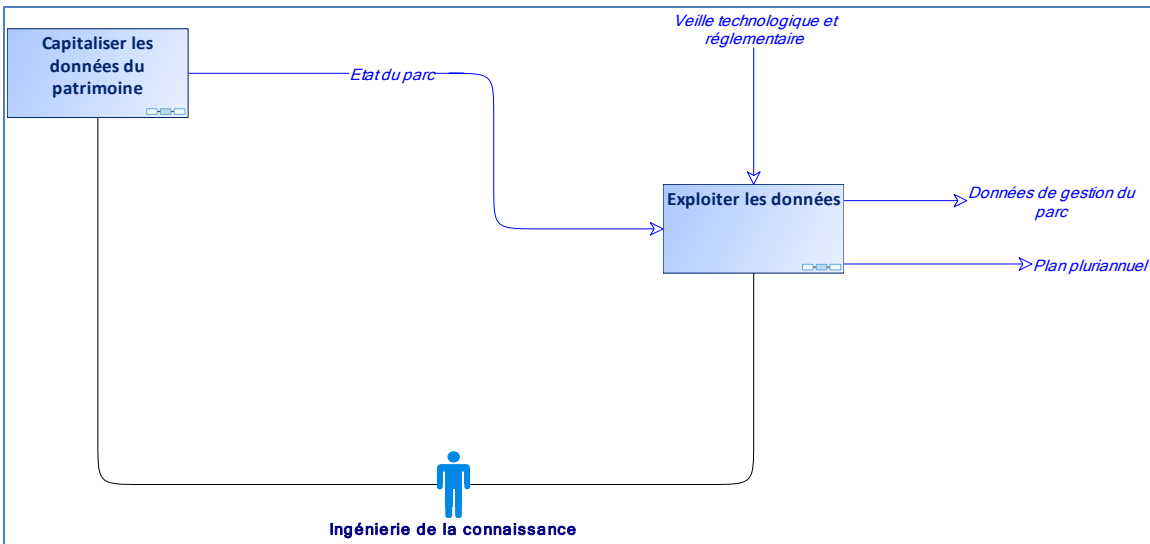 Capitaliser les
données du
patrimoine
Etat du parc
Veille technologique et
réglementaire
Exploiter les données
Données de gestion du
parc
Plan pluriannuel
Ingénierie de la connaissance